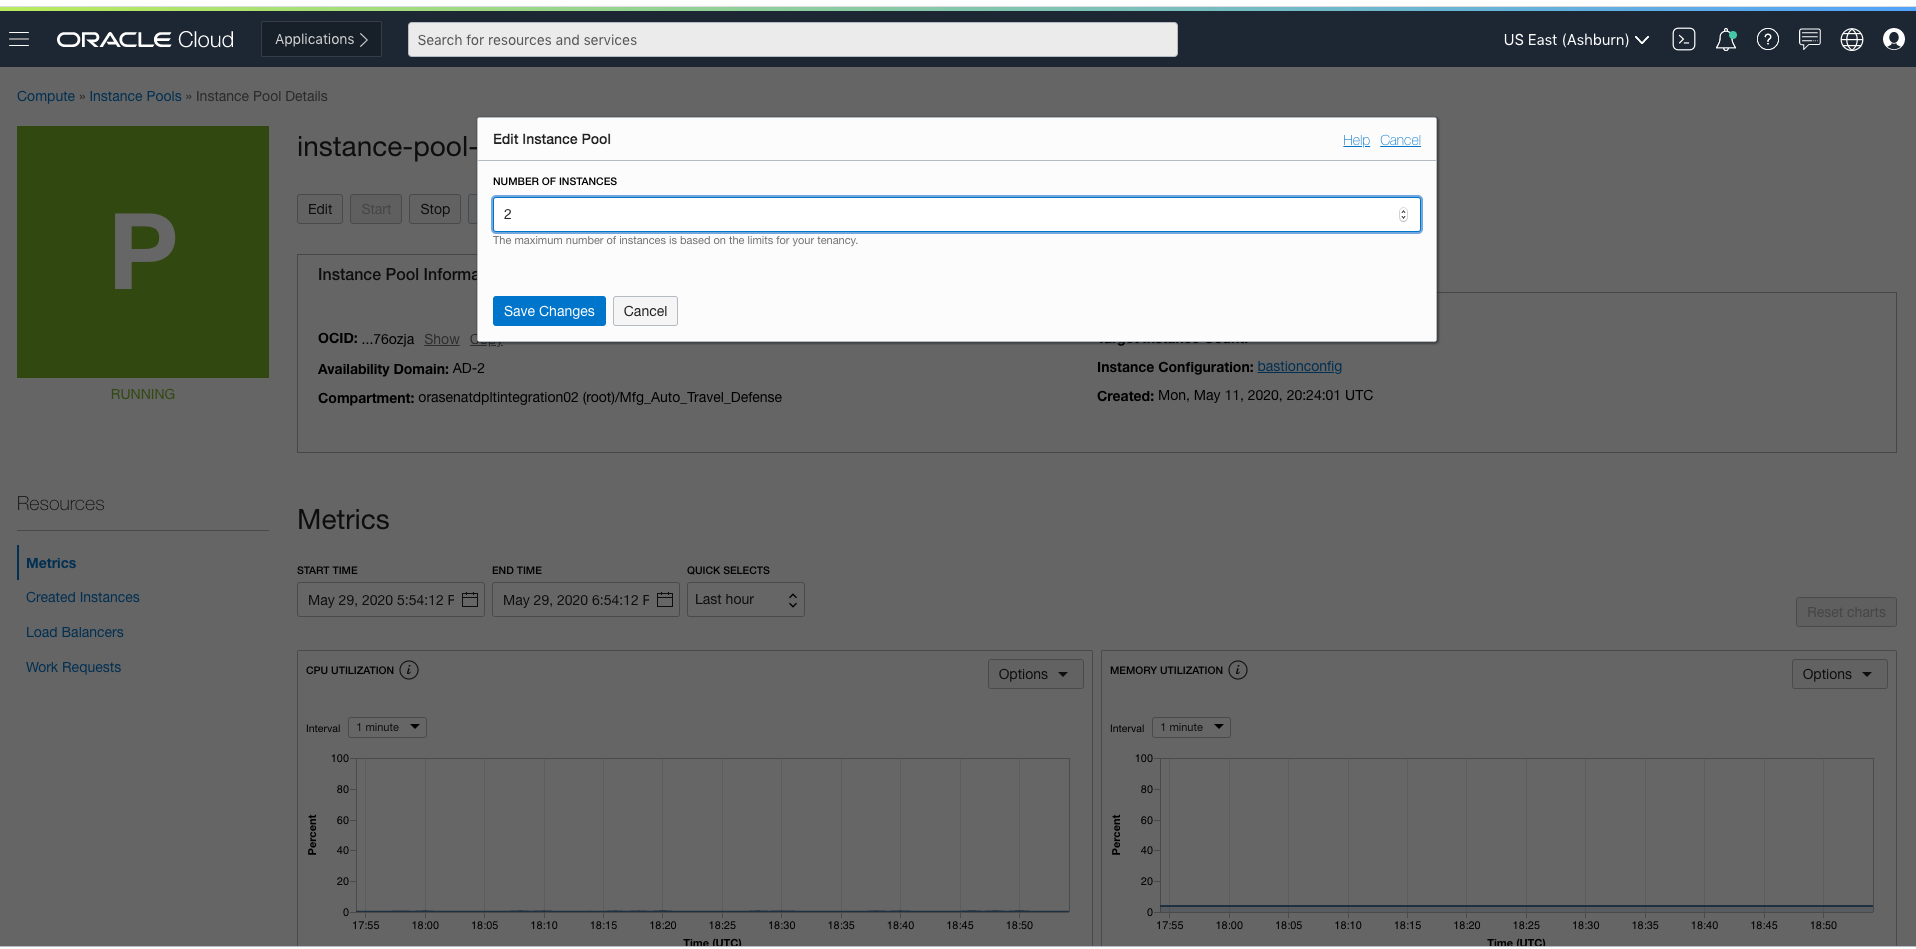 ORACLE Cloud
Applications
Search for resources and services
US East (Ashburn)
Compute » Instance Pools » Instance Pool Details
P
RUNNING
instance-pool-
Edit Start Stop
Edit Instance Pool
Help Cancel
NUMBER OF INSTANCES
2
The maximum number of instances is based on the limits for your tenancy.
Save Changes Cancel
Instance Pool Informa
OCID: ...76ozja Show Copy
Availability Domain: AD-2
Compartment: orasenatdpltintegration02 (root)/Mfg_Auto_Travel_Defense
Target Instance Count:
Instance Configuration: bastionconfig
Created: Mon, May 11, 2020, 20:24:01 UTC
Resources
Metrics
Created Instances
Load Balancers
Work Requests
Metrics
START TIME END TIME QUICK SELECTS
May 29, 2020 5:54:12 P May 29, 2020 6:54:12 P Last hour
Reset charts
CPU UTILIZATION i
Options
Interval 1 minute
100
80
60
40
20
0
Percent
17:55 18:00 18:05 18:10 18:15 18:20 18:25 18:30 18:35 18:40 18:45 18:50
Time (UTC)
MEMORY UTILIZATION i
Options
Interval 1 minute
100
80
60
40
20
0
Percent
17:55 18:00 18:05 18:10 18:15 18:20 18:25 18:30 18:35 18:40 18:45 18:50
Time (UTC)